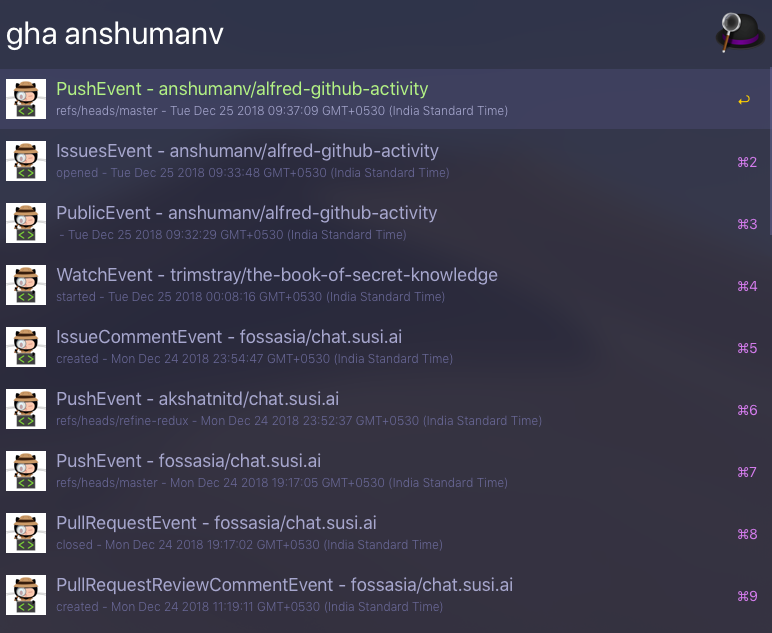 gha anshumanv
PushEvent - anshumanv/alfred-github-activity
refs/heads/master - Tue Dec 25 2018 09:37:09 GMT+0530 (India Standard Time)
↩
IssuesEvent - anshumanv/alfred-github-activity
opened - Tue Dec 25 2018 09:33:48 GMT+0530 (India Standard Time)
⌘2
PublicEvent - anshumanv/alfred-github-activity
- Tue Dec 25 2018 09:32:29 GMT+0530 (India Standard Time)
⌘3
WatchEvent - trimstray/the-book-of-secret-knowledge
started - Tue Dec 25 2018 00:08:16 GMT+0530 (India Standard Time)
⌘4
IssueCommentEvent - fossasia/chat.susi.ai
created - Mon Dec 24 2018 23:54:47 GMT+0530 (India Standard Time)
⌘5
PushEvent - akshatnitd/chat.susi.ai
refs/heads/refine-redux - Mon Dec 24 2018 23:52:37 GMT+0530 (India Standard Time)
⌘6
PushEvent - fossasia/chat.susi.ai
refs/heads/master - Mon Dec 24 2018 19:17:05 GMT+0530 (India Standard Time)
⌘7
PullRequestEvent - fossasia/chat.susi.ai
closed - Mon Dec 24 2018 19:17:02 GMT+0530 (India Standard Time)
⌘8
PullRequestReviewCommentEvent - fossasia/chat.susi.ai
created - Mon Dec 24 2018 11:19:11 GMT+0530 (India Standard Time)
⌘9